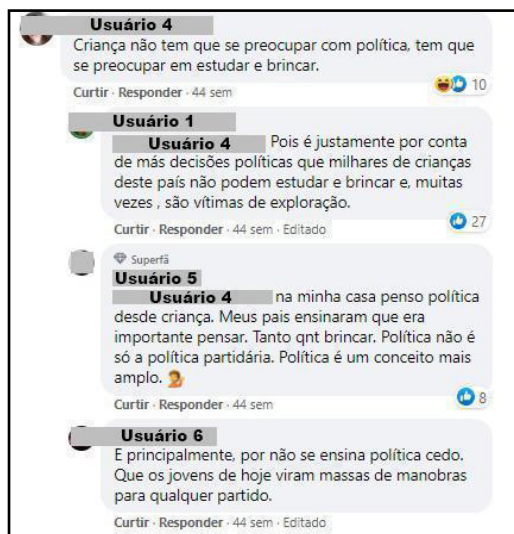 Usuário 4
Criança não tem que se preocupar com política, tem que
se preocupar em estudar e brincar.
Curtir · Responder · 44 sem
10
Usuário 1
Usuário 4 Pois é justamente por conta
de más decisões políticas que milhares de crianças
deste país não podem estudar e brincar e, muitas
vezes , são vítimas de exploração.
Curtir · Responder · 44 sem · Editado
27
Superfã
Usuário 5
Usuário 4 na minha casa penso política
desde criança. Meus pais ensinaram que era
importante pensar. Tanto qnt brincar. Política não é
só a política partidária. Política é um conceito mais
amplo. 🤷
Curtir · Responder · 44 sem
8
Usuário 6
E principalmente, por não se ensina política cedo.
Que os jovens de hoje viram massas de manobras
para qualquer partido.
Curtir · Responder · 44 sem · Editado